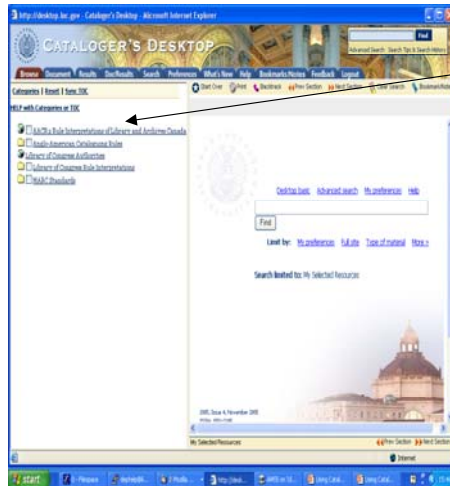 http://desktop.loc.gov - Cataloger's Desktop - Microsoft Internet Explorer
CATALOGER'S DESKTOP
Find
Advanced Search Search Tips & Search History
Browse Document Results Doc/Results Search Preferences What's New Help Bookmarks/Notes Feedback Logout
Categories | Reset | Sync TOC
Start Over Print Backtrack Prev Section Next Section Clear Search Bookmark/Note
HELP with Categories or TOC
AACR2 Rule Interpretations of Library and Archives Canada
Anglo-American Cataloguing Rules
Library of Congress Authorities
Library of Congress Rule Interpretations
MARC Standards
Desktop basic Advanced search My preferences Help
Find
Limit by: My preferences Full site Type of material More >
Search limited to: My Selected Resources
2005, Issue 4, November 2005
My Selected Resources
Prev Section Next Section
Internet
start